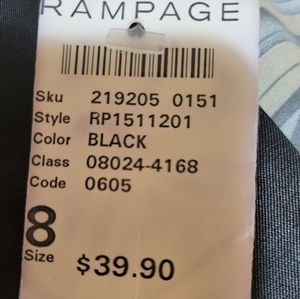 RAMPAGE
Sku 219205 0151
Style RP1511201
Color BLACK
Class 08024-4168
Code 0605
8
Size $39.90